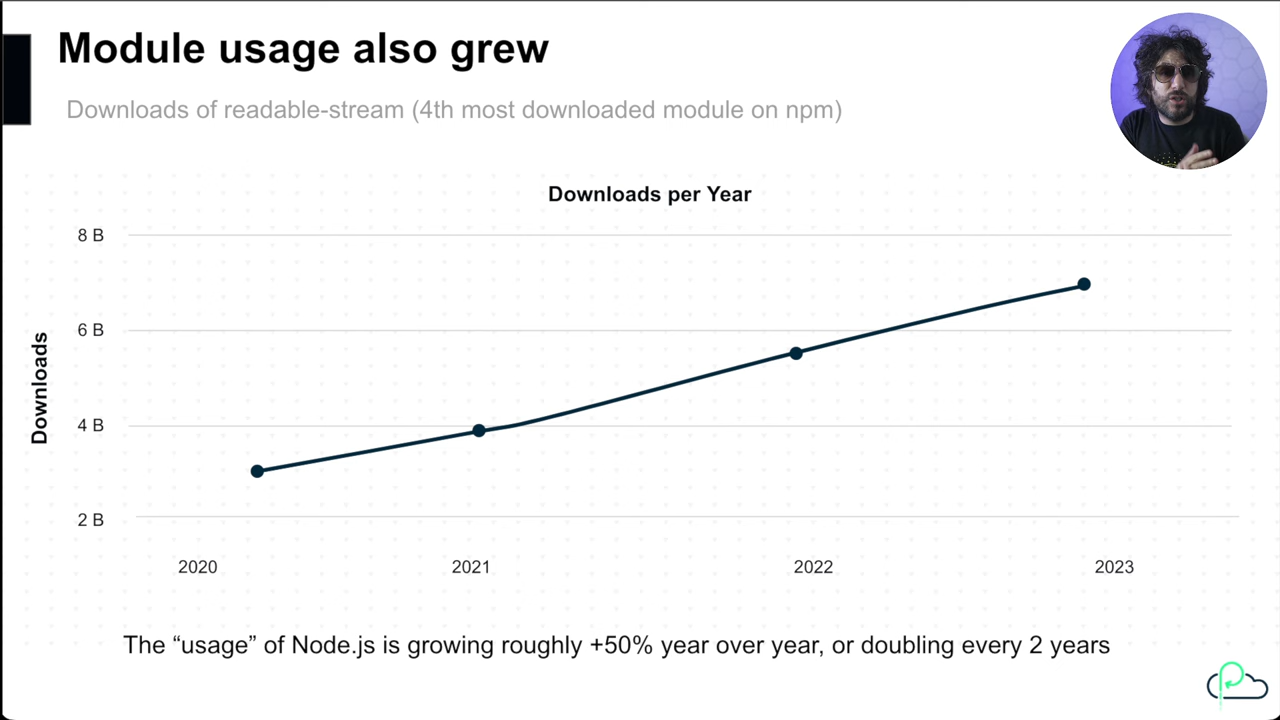 Module usage also grew
Downloads of readable-stream (4th most downloaded module on npm)
Downloads per Year
8 B
6 B
4 B
2 B
Downloads
2020 2021 2022 2023
The “usage” of Node.js is growing roughly +50% year over year, or doubling every 2 years